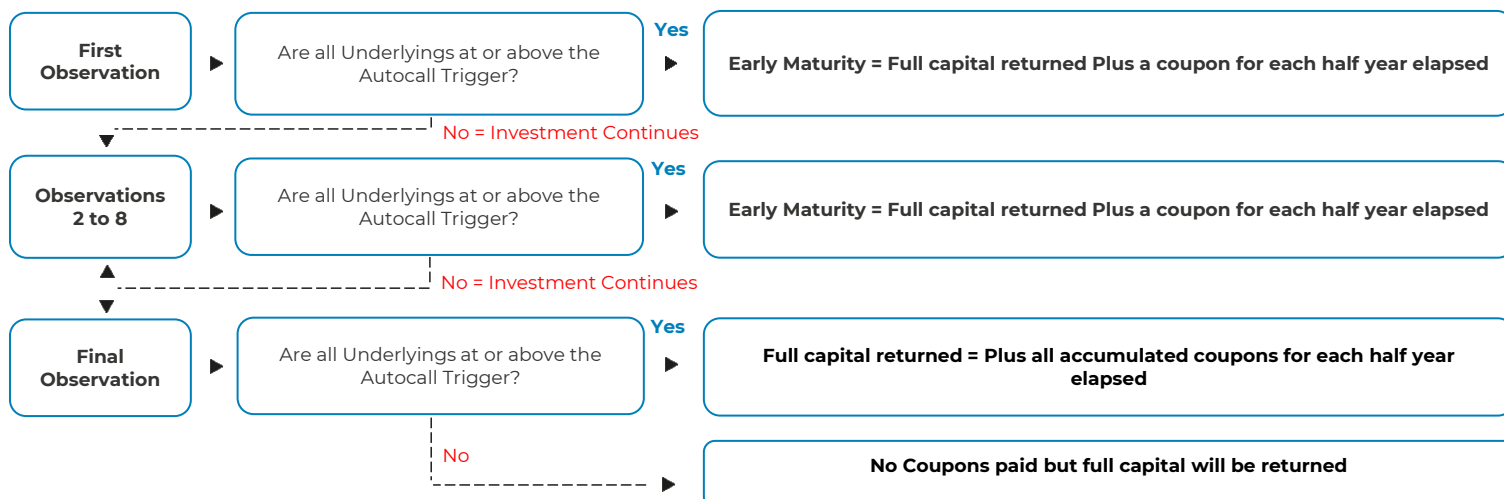 First
Observation
Are all Underlyings at or above the
Autocall Trigger?
Yes
Early Maturity = Full capital returned Plus a coupon for each half year elapsed
No = Investment Continues
Observations
2 to 8
Are all Underlyings at or above the
Autocall Trigger?
Yes
Early Maturity = Full capital returned Plus a coupon for each half year elapsed
No = Investment Continues
Final
Observation
Are all Underlyings at or above the
Autocall Trigger?
Yes
Full capital returned = Plus all accumulated coupons for each half year
elapsed
No
No Coupons paid but full capital will be returned